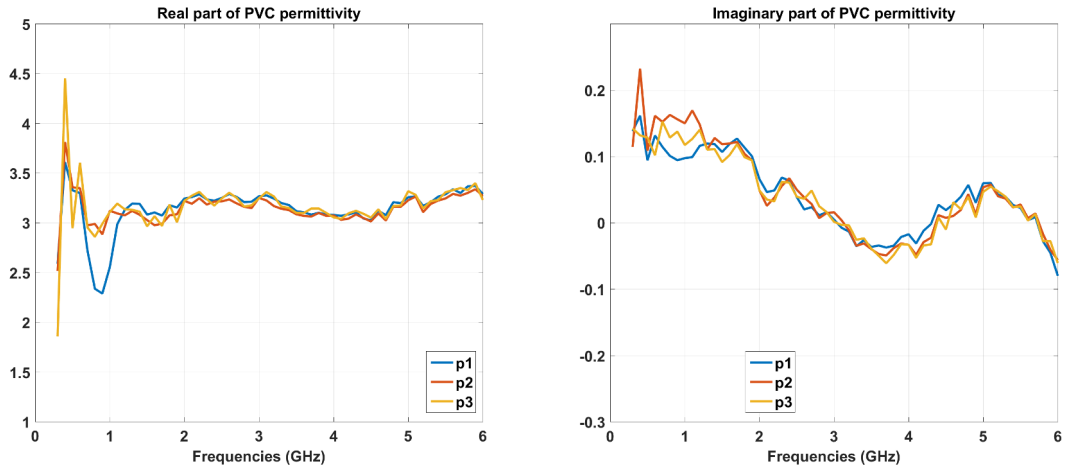 Real part of PVC permittivity
5
4.5
4
3.5
3
2.5
2
1.5
1
0 1 2 3 4 5 6
Frequencies (GHz)
p1
p2
p3
Imaginary part of PVC permittivity
0.2
0.1
0
-0.1
-0.2
-0.3
0 1 2 3 4 5 6
Frequencies (GHz)
p1
p2
p3